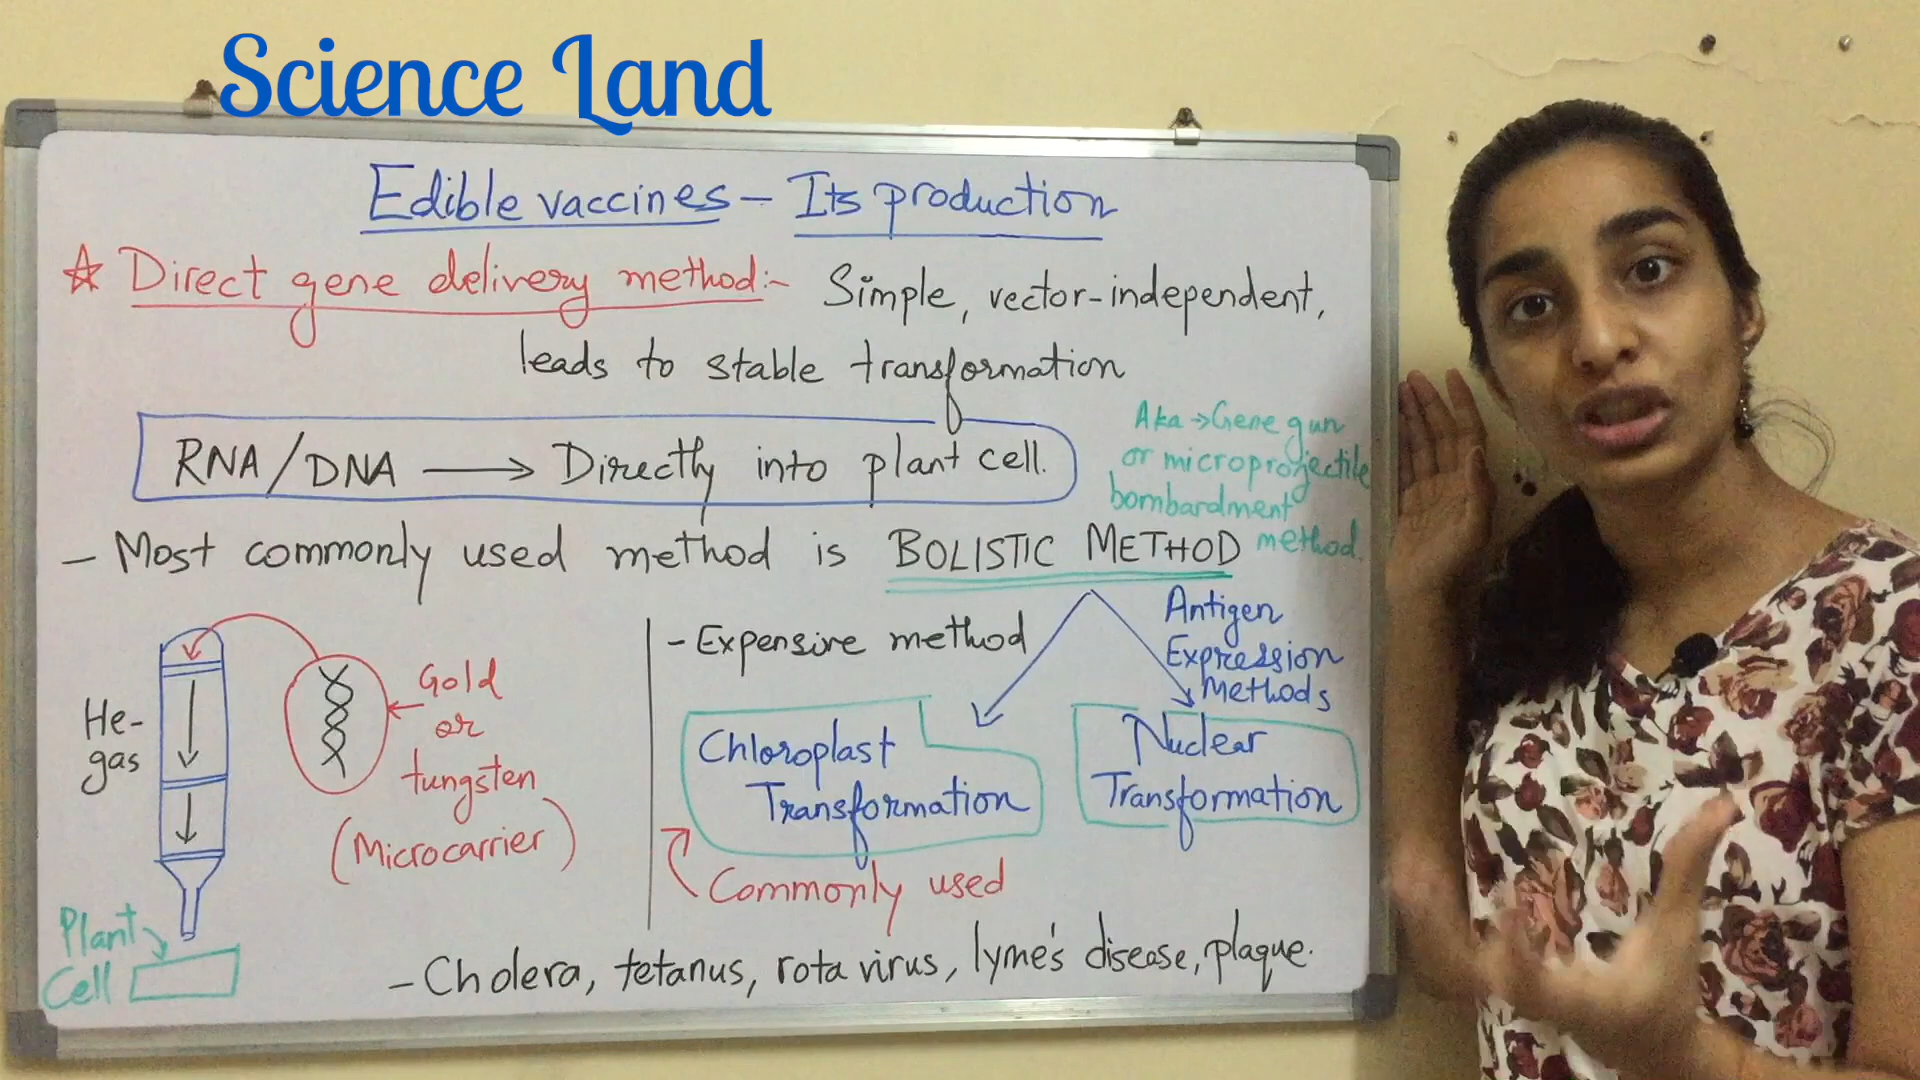 Science Land
Edible vaccines - Its production
☆ Direct gene delivery method:- Simple, vector-independent,
leads to stable transformation
RNA/DNA → Directly into plant cell.
Aka → Gene gun
or microprojectile
bombardment
method.
- Most commonly used method is BOLISTIC METHOD
He-
gas
Gold
or
tungsten
(Microcarrier)
Plant
Cell
- Expensive method
Antigen
Expression
Methods
Chloroplast
Transformation
Nuclear
Transformation
Commonly used
- Cholera, tetanus, rota virus, lyme's disease, plaque.